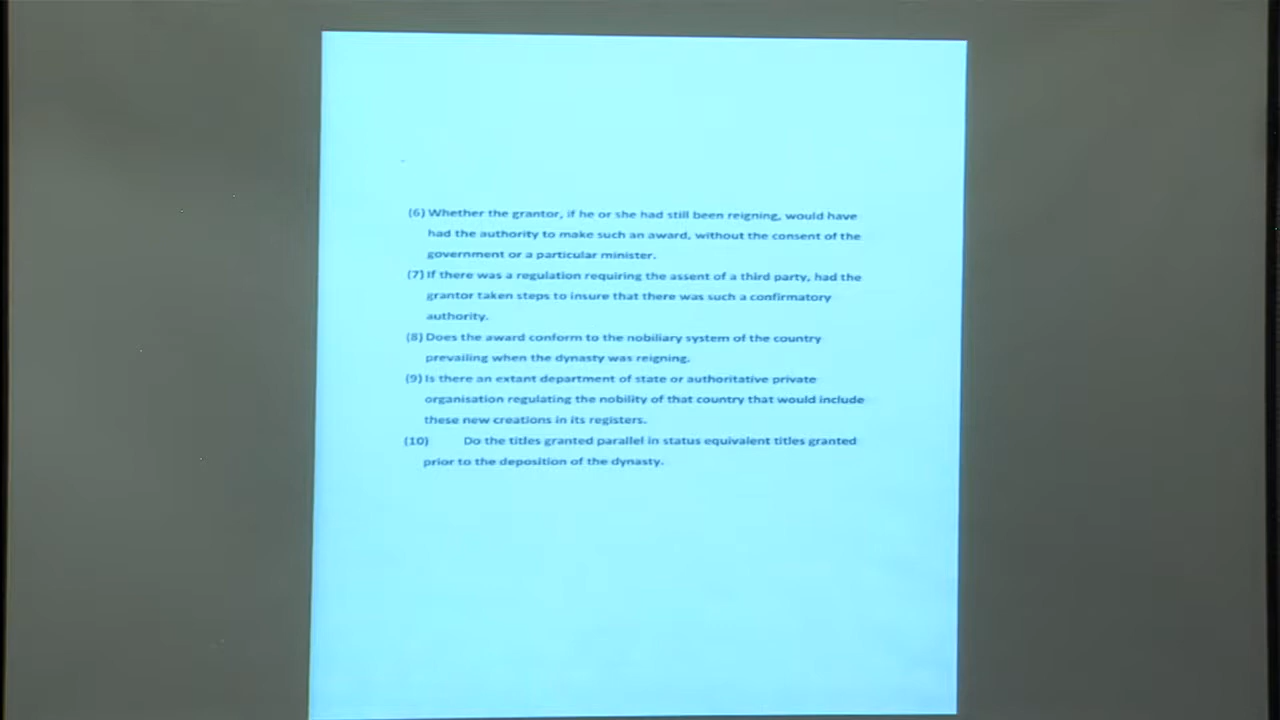 (6) Whether the grantor, if he or she had still been reigning, would have
had the authority to make such an award, without the consent of the
government or a particular minister.
(7) If there was a regulation requiring the assent of a third party, had the
grantor taken steps to insure that there was such a confirmatory
authority.
(8) Does the award conform to the nobiliary system of the country
prevailing when the dynasty was reigning.
(9) Is there an extant department of state or authoritative private
organisation regulating the nobility of that country that would include
these new creations in its registers.
(10) Do the titles granted parallel in status equivalent titles granted
prior to the deposition of the dynasty.